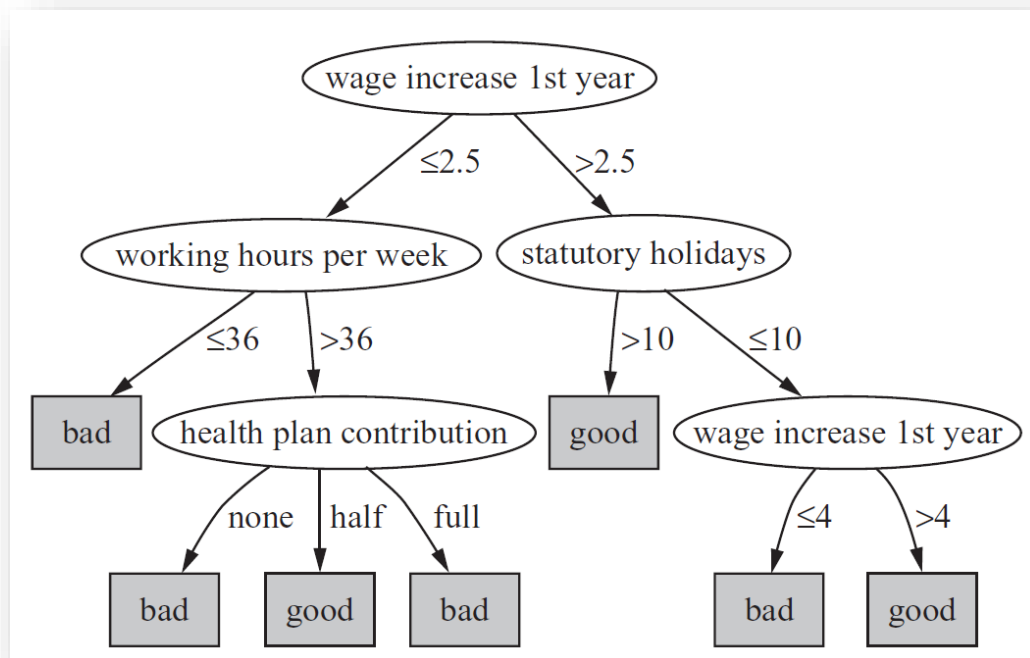 wage increase 1st year
≤2.5
>2.5
working hours per week
statutory holidays
≤36
>36
>10
≤10
bad
health plan contribution
good
wage increase 1st year
none
half
full
≤4
>4
bad
good
bad
bad
good